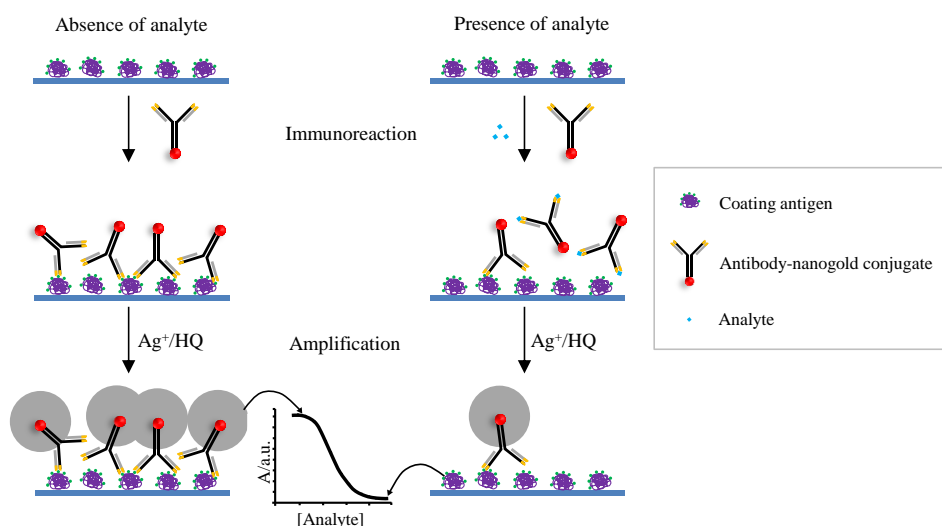 Absence of analyte
Presence of analyte
Immunoreaction
Coating antigen
Antibody-nanogold conjugate
Analyte
Ag⁺/HQ
Amplification
Ag⁺/HQ
A/a.u.
[Analyte]